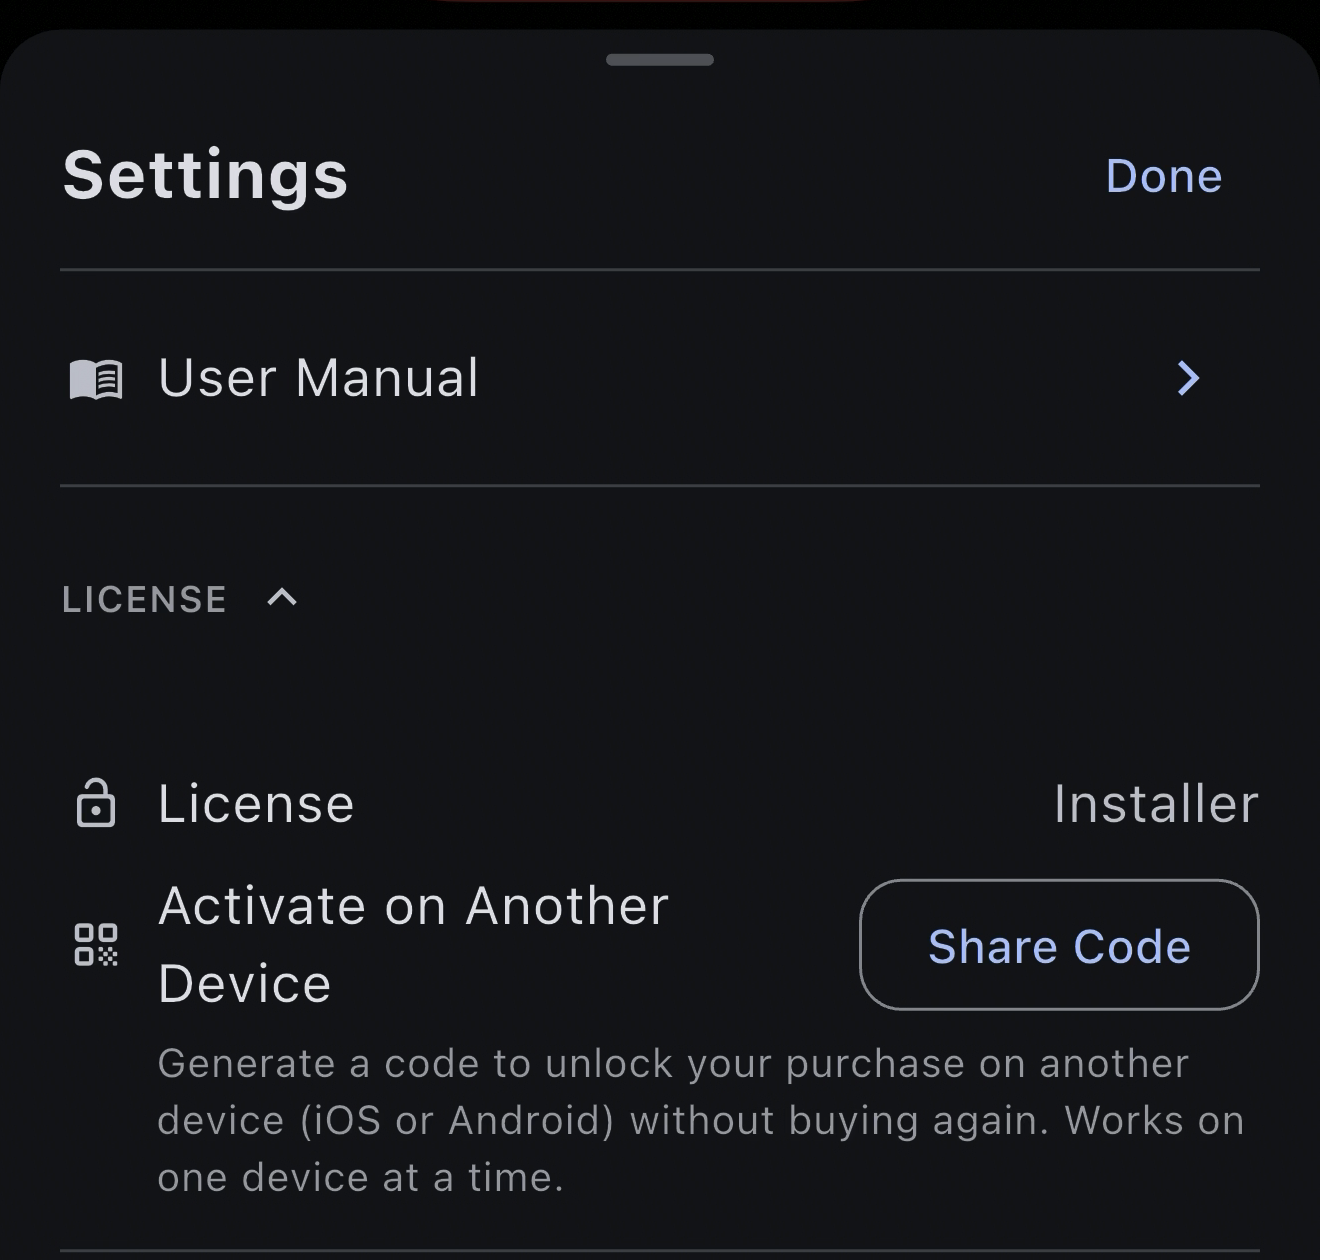 Settings
Done
User Manual
LICENSE
License
Installer
Activate on Another
Device
Share Code
Generate a code to unlock your purchase on another
device (iOS or Android) without buying again. Works on
one device at a time.